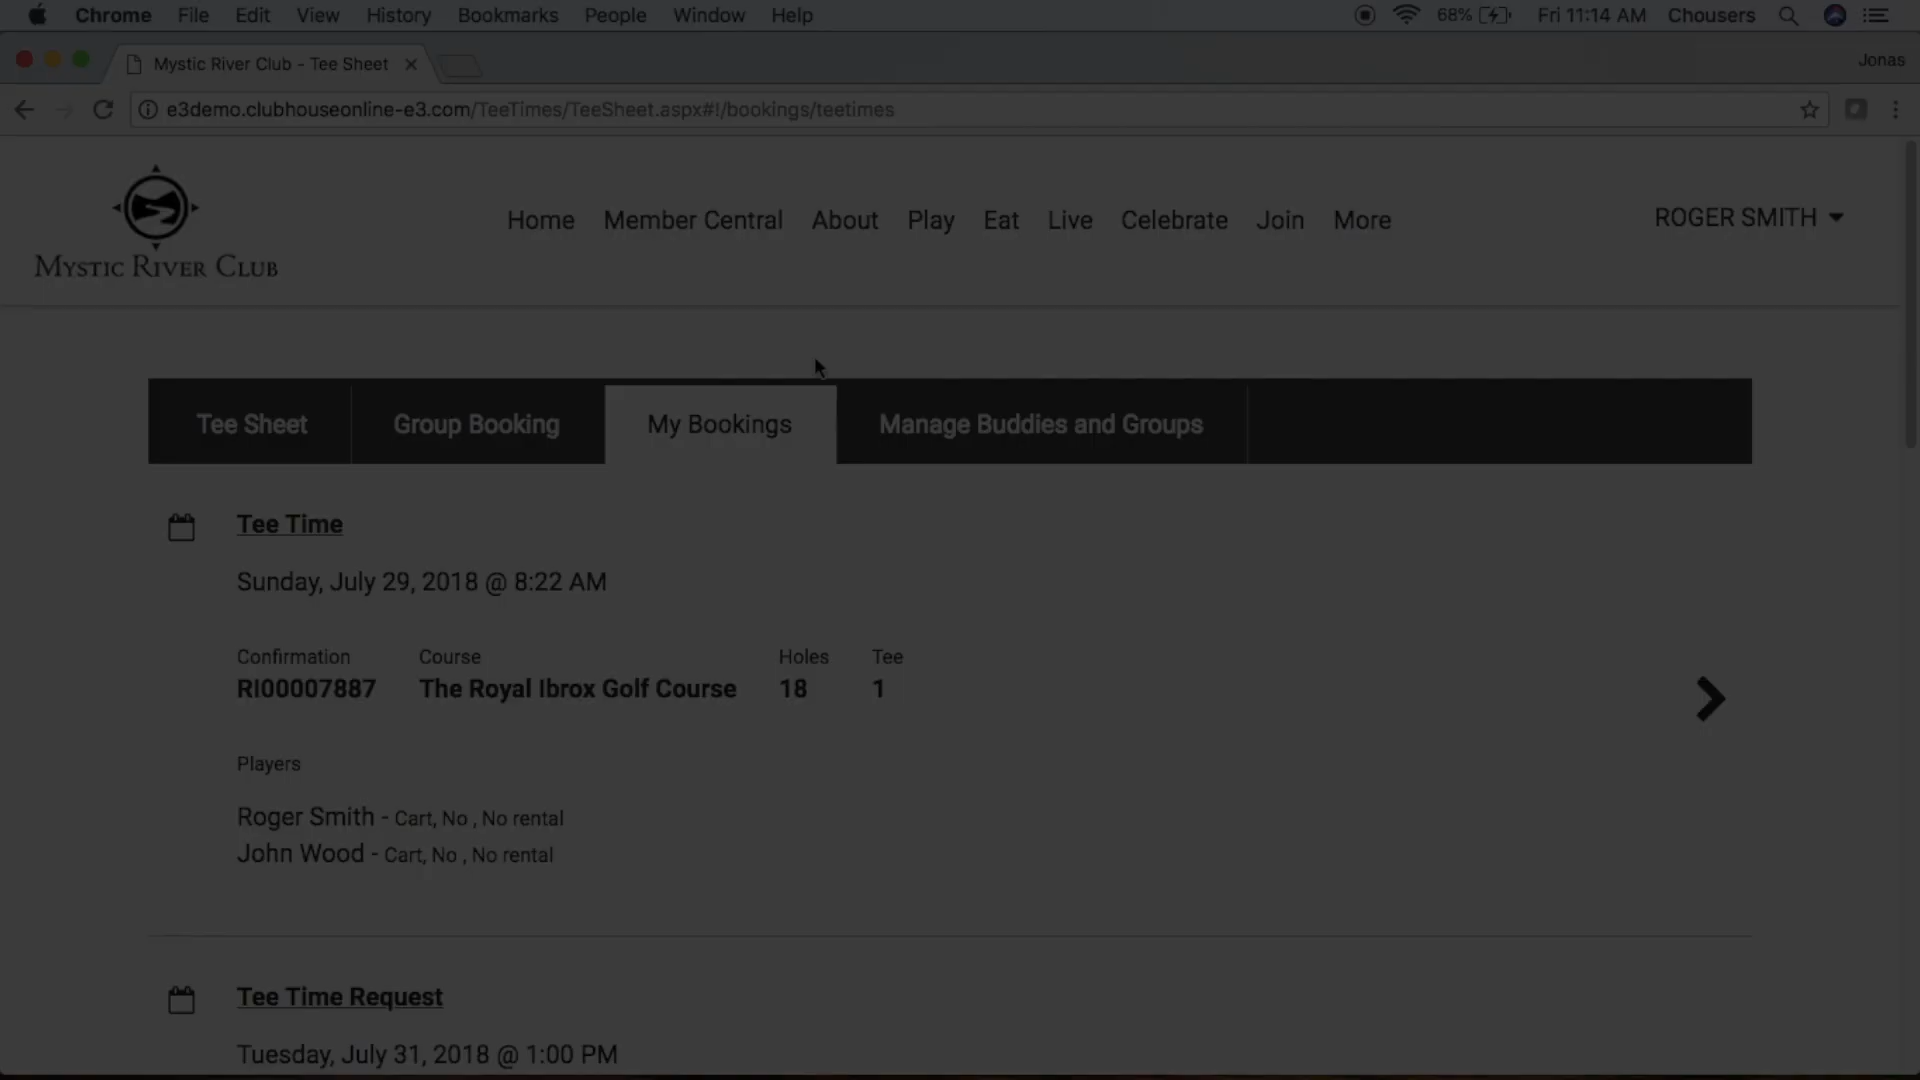 Chrome File Edit View History Bookmarks People Window Help 68% Fri 11:14 AM Chousers
Mystic River Club - Tee Sheet Jonas
e3demo.clubhouseonline-e3.com/TeeTimes/TeeSheet.aspx#!/bookings/teetimes
MYSTIC RIVER CLUB
Home Member Central About Play Eat Live Celebrate Join More
ROGER SMITH
Tee Sheet Group Booking My Bookings Manage Buddies and Groups
Tee Time
Sunday, July 29, 2018 @ 8:22 AM
Confirmation Course Holes Tee
RI00007887 The Royal Ibrox Golf Course 18 1
Players
Roger Smith - Cart, No , No rental
John Wood - Cart, No , No rental
Tee Time Request
Tuesday, July 31, 2018 @ 1:00 PM